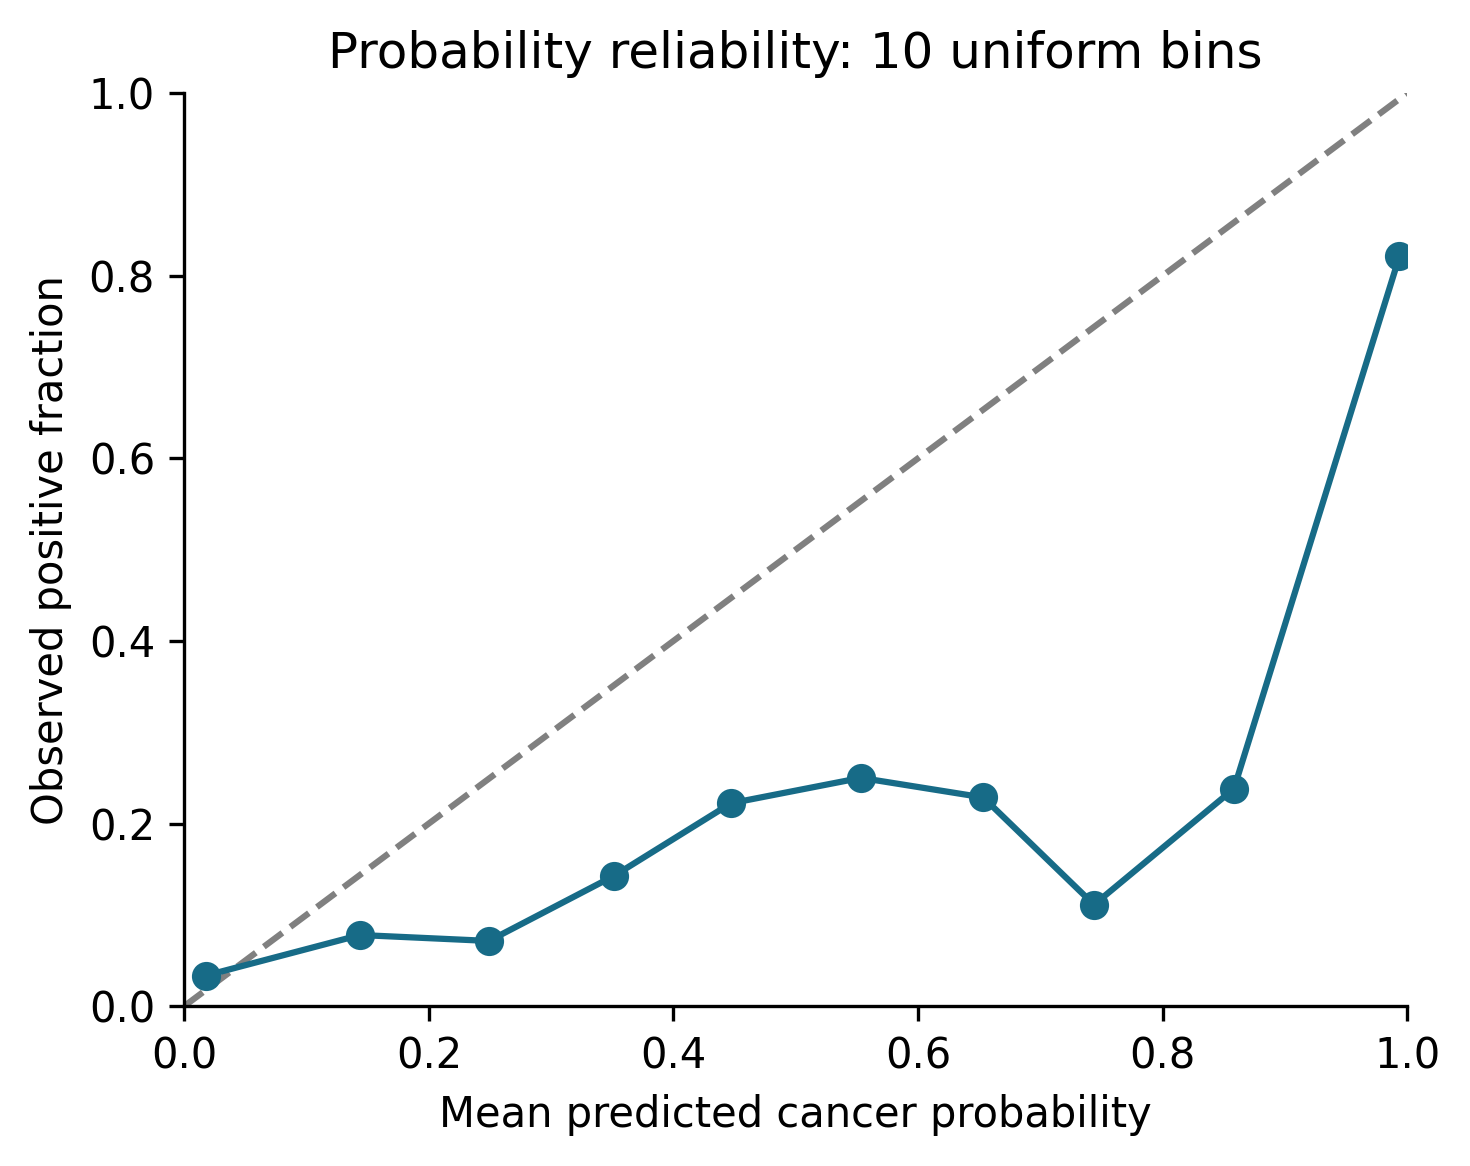 Probability reliability: 10 uniform bins
1.0
0.8
0.6
0.4
0.2
0.0
Observed positive fraction
0.0 0.2 0.4 0.6 0.8 1.0
Mean predicted cancer probability